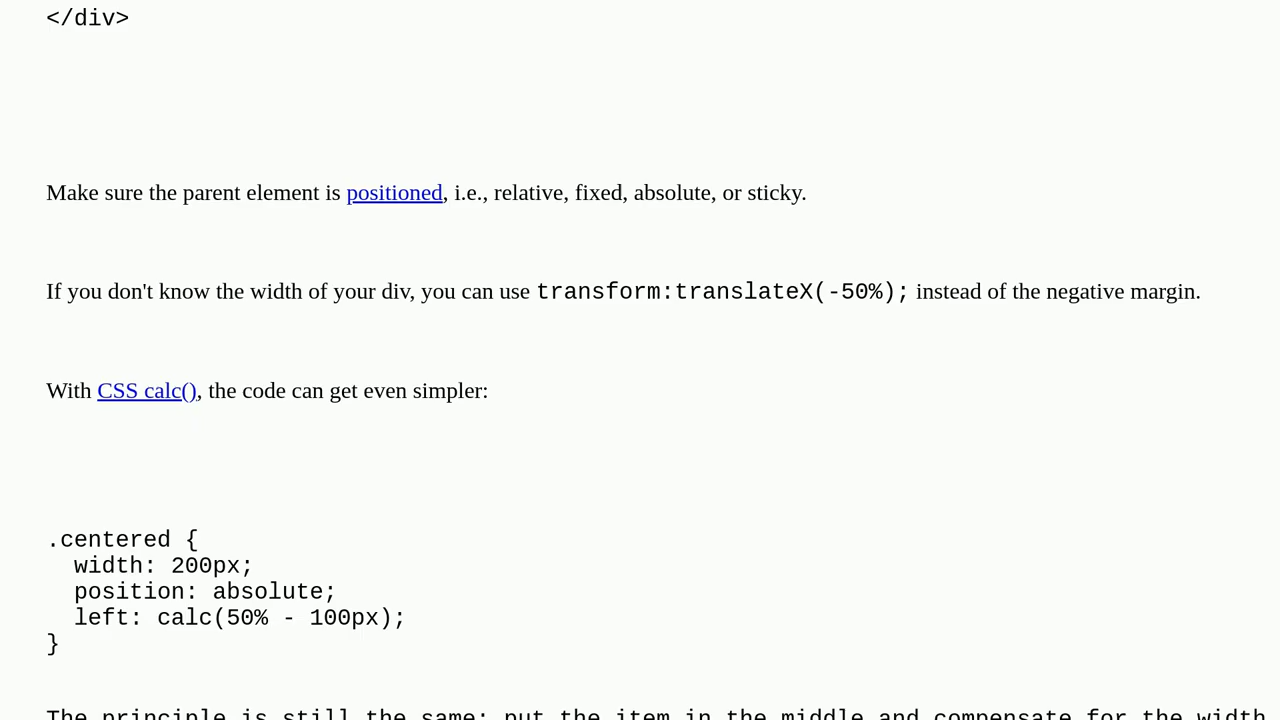 </div>
Make sure the parent element is positioned, i.e., relative, fixed, absolute, or sticky.
If you don't know the width of your div, you can use transform:translateX(-50%); instead of the negative margin.
With CSS calc(), the code can get even simpler:
.centered {
  width: 200px;
  position: absolute;
  left: calc(50% - 100px);
}
The principle is still the same; put the item in the middle and compensate for the width